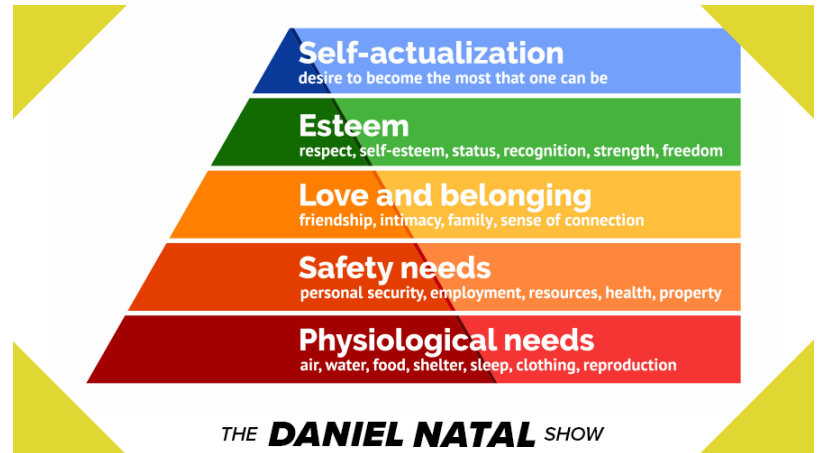 Self-actualization
desire to become the most that one can be
Esteem
respect, self-esteem, status, recognition, strength, freedom
Love and belonging
friendship, intimacy, family, sense of connection
Safety needs
personal security, employment, resources, health, property
Physiological needs
air, water, food, shelter, sleep, clothing, reproduction
THE DANIEL NATAL SHOW